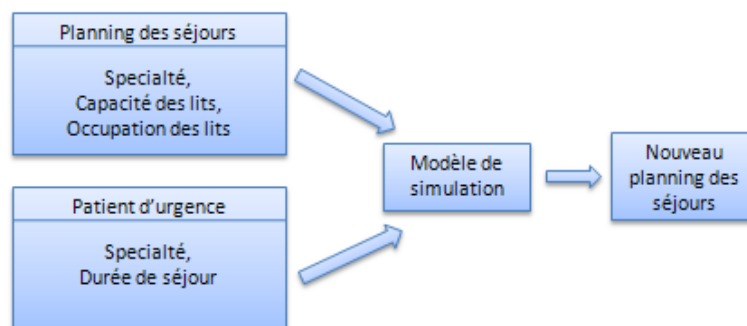 Planning des séjours
Specialté,
Capacité des lits,
Occupation des lits
Patient d'urgence
Specialté,
Durée de séjour
Modèle de
simulation
Nouveau
planning des
séjours